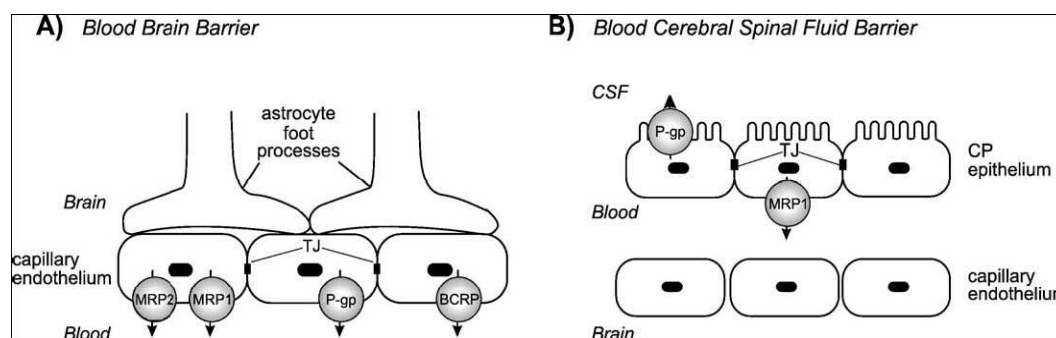 A) Blood Brain Barrier
astrocyte
foot
processes
Brain
TJ
capillary
endothelium
MRP2 MRP1 P-gp BCRP
Blood
B) Blood Cerebral Spinal Fluid Barrier
CSF
P-gp
TJ
CP
epithelium
MRP1
Blood
capillary
endothelium
Brain